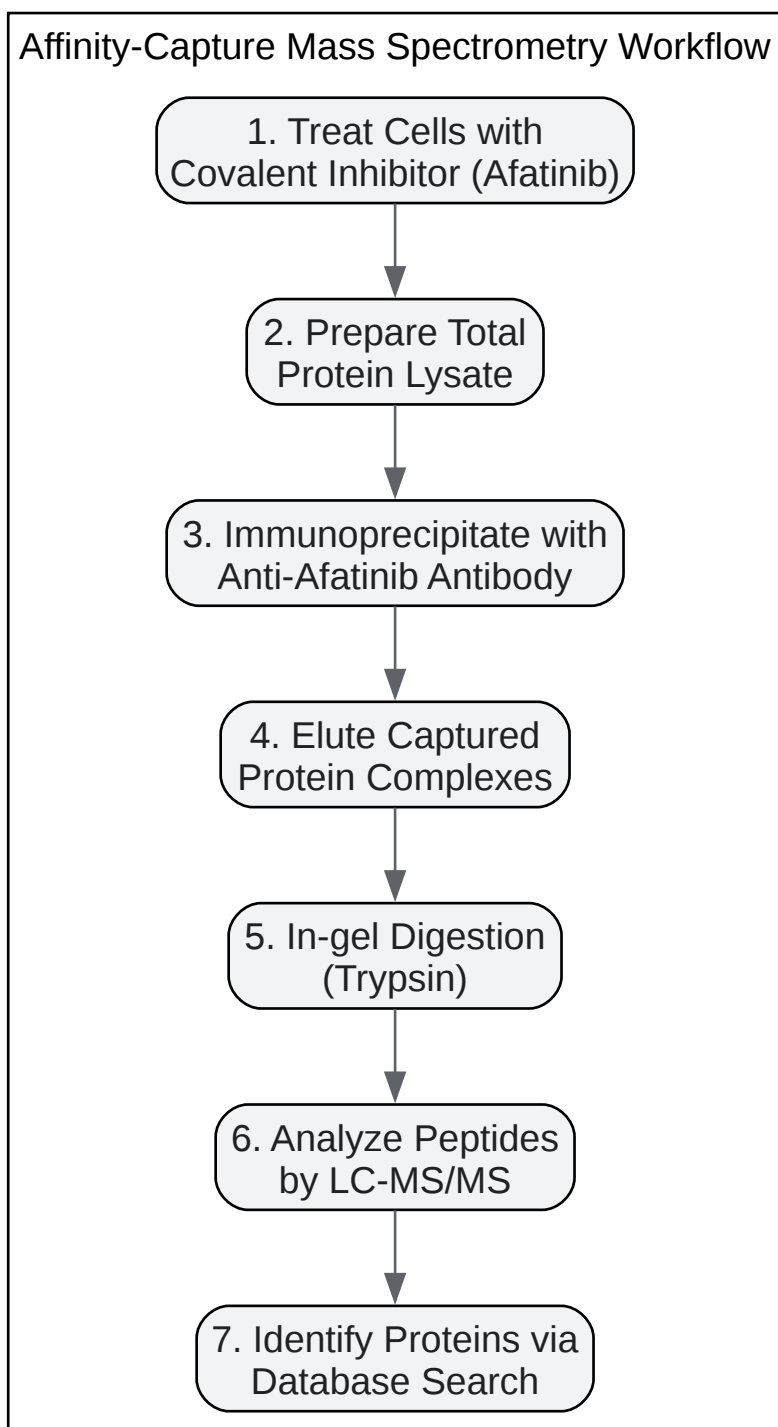 Affinity-Capture Mass Spectrometry Workflow
1. Treat Cells with
Covalent Inhibitor (Afatinib)
2. Prepare Total
Protein Lysate
3. Immunoprecipitate with
Anti-Afatinib Antibody
4. Elute Captured
Protein Complexes
5. In-gel Digestion
(Trypsin)
6. Analyze Peptides
by LC-MS/MS
7. Identify Proteins via
Database Search